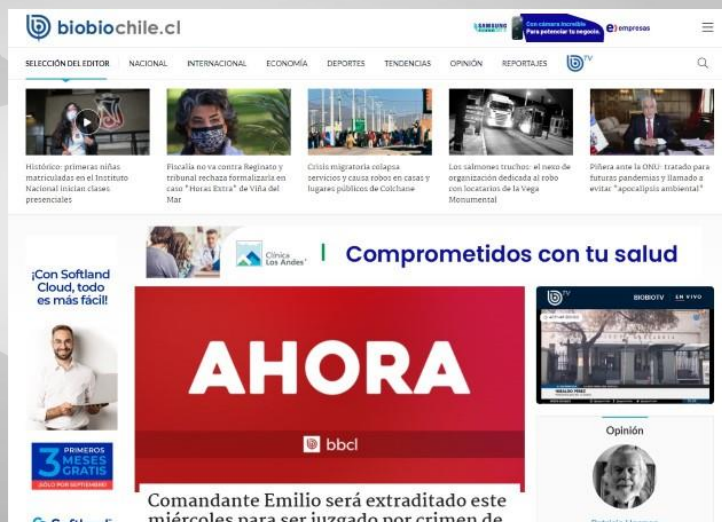 biobiochile.cl
SAMSUNG
Con cámara increíble
Para potenciar tu negocio.
empresas
SELECCIÓN DEL EDITOR
NACIONAL
INTERNACIONAL
ECONOMÍA
DEPORTES
TENDENCIAS
OPINIÓN
REPORTAJES
TV
Histórico: primeras niñas
matriculadas en el Instituto
Nacional inician clases
presenciales
Fiscalía no va contra Reginato y
tribunal rechaza formalizarla en
caso "Horas Extra" de Viña del
Mar
Crisis migratoria colapsa
servicios y causa robos en casas y
lugares públicos de Colchane
Los salmones truchos: el nexo de
organización dedicada al robo
con locatarios de la Vega
Monumental
Piñera ante la ONU: tratado para
futuras pandemias y llamado a
evitar "apocalipsis ambiental"
Clínica
Los Andes
Comprometidos con tu salud
¡Con Softland
Cloud, todo
es más fácil!
3 PRIMEROS
MESES
GRATIS
¡SÓLO POR SEPTIEMBRE!
AHORA
bbcl
Comandante Emilio será extraditado este
miércoles para ser juzgado por crimen de
TV
BIOBIOTV
EN VIVO
Opinión